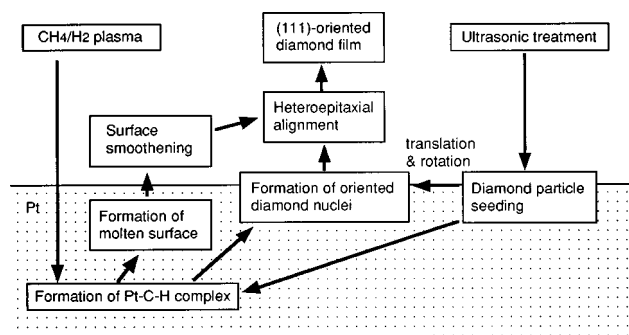 CH4/H2 plasma
(111)-oriented
diamond film
Ultrasonic treatment
Surface
smoothening
Heteroepitaxial
alignment
translation
& rotation
Pt
Formation of
molten surface
Formation of oriented
diamond nuclei
Diamond particle
seeding
Formation of Pt-C-H complex